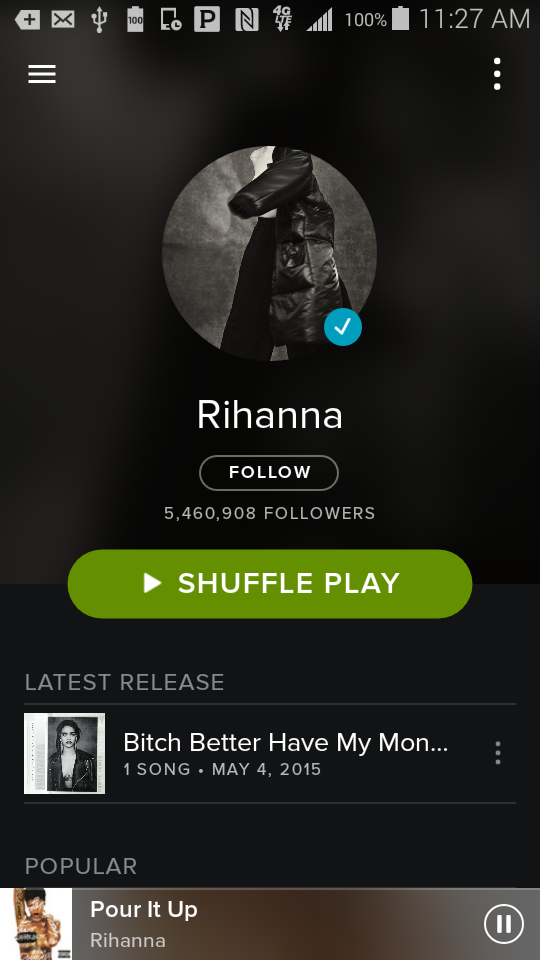 100
P
4G
LTE
100%
11:27 AM
Rihanna
FOLLOW
5,460,908 FOLLOWERS
SHUFFLE PLAY
LATEST RELEASE
Bitch Better Have My Mon...
1 SONG • MAY 4, 2015
POPULAR
Pour It Up
Rihanna